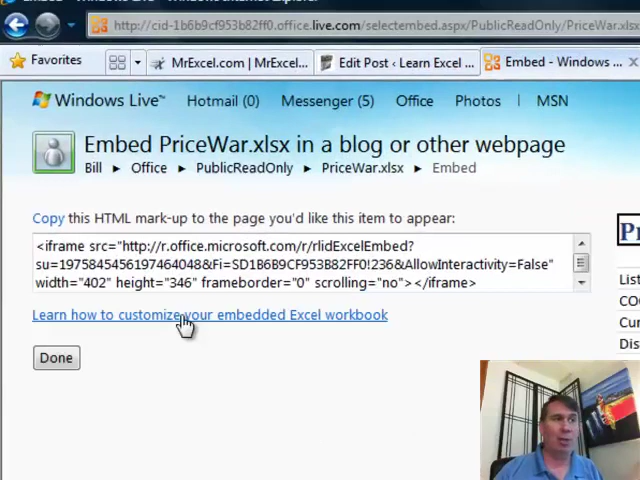 http://cid-1b6b9cf953b82ff0.office.live.com/selectembed.aspx/PublicReadOnly/PriceWar.xlsx
Favorites
MrExcel.com | MrExcel...
Edit Post ‹ Learn Excel ...
Embed - Windows ...
Windows Live™ Hotmail (0) Messenger (5) Office Photos MSN
Embed PriceWar.xlsx in a blog or other webpage
Bill ▸ Office ▸ PublicReadOnly ▸ PriceWar.xlsx ▸ Embed
Copy this HTML mark-up to the page you'd like this item to appear:
<iframe src="http://r.office.microsoft.com/r/rlidExcelEmbed?
su=1975845456197464048&Fi=SD1B6B9CF953B82FF0!236&AllowInteractivity=False"
width="402" height="346" frameborder="0" scrolling="no"></iframe>
Learn how to customize your embedded Excel workbook
Done